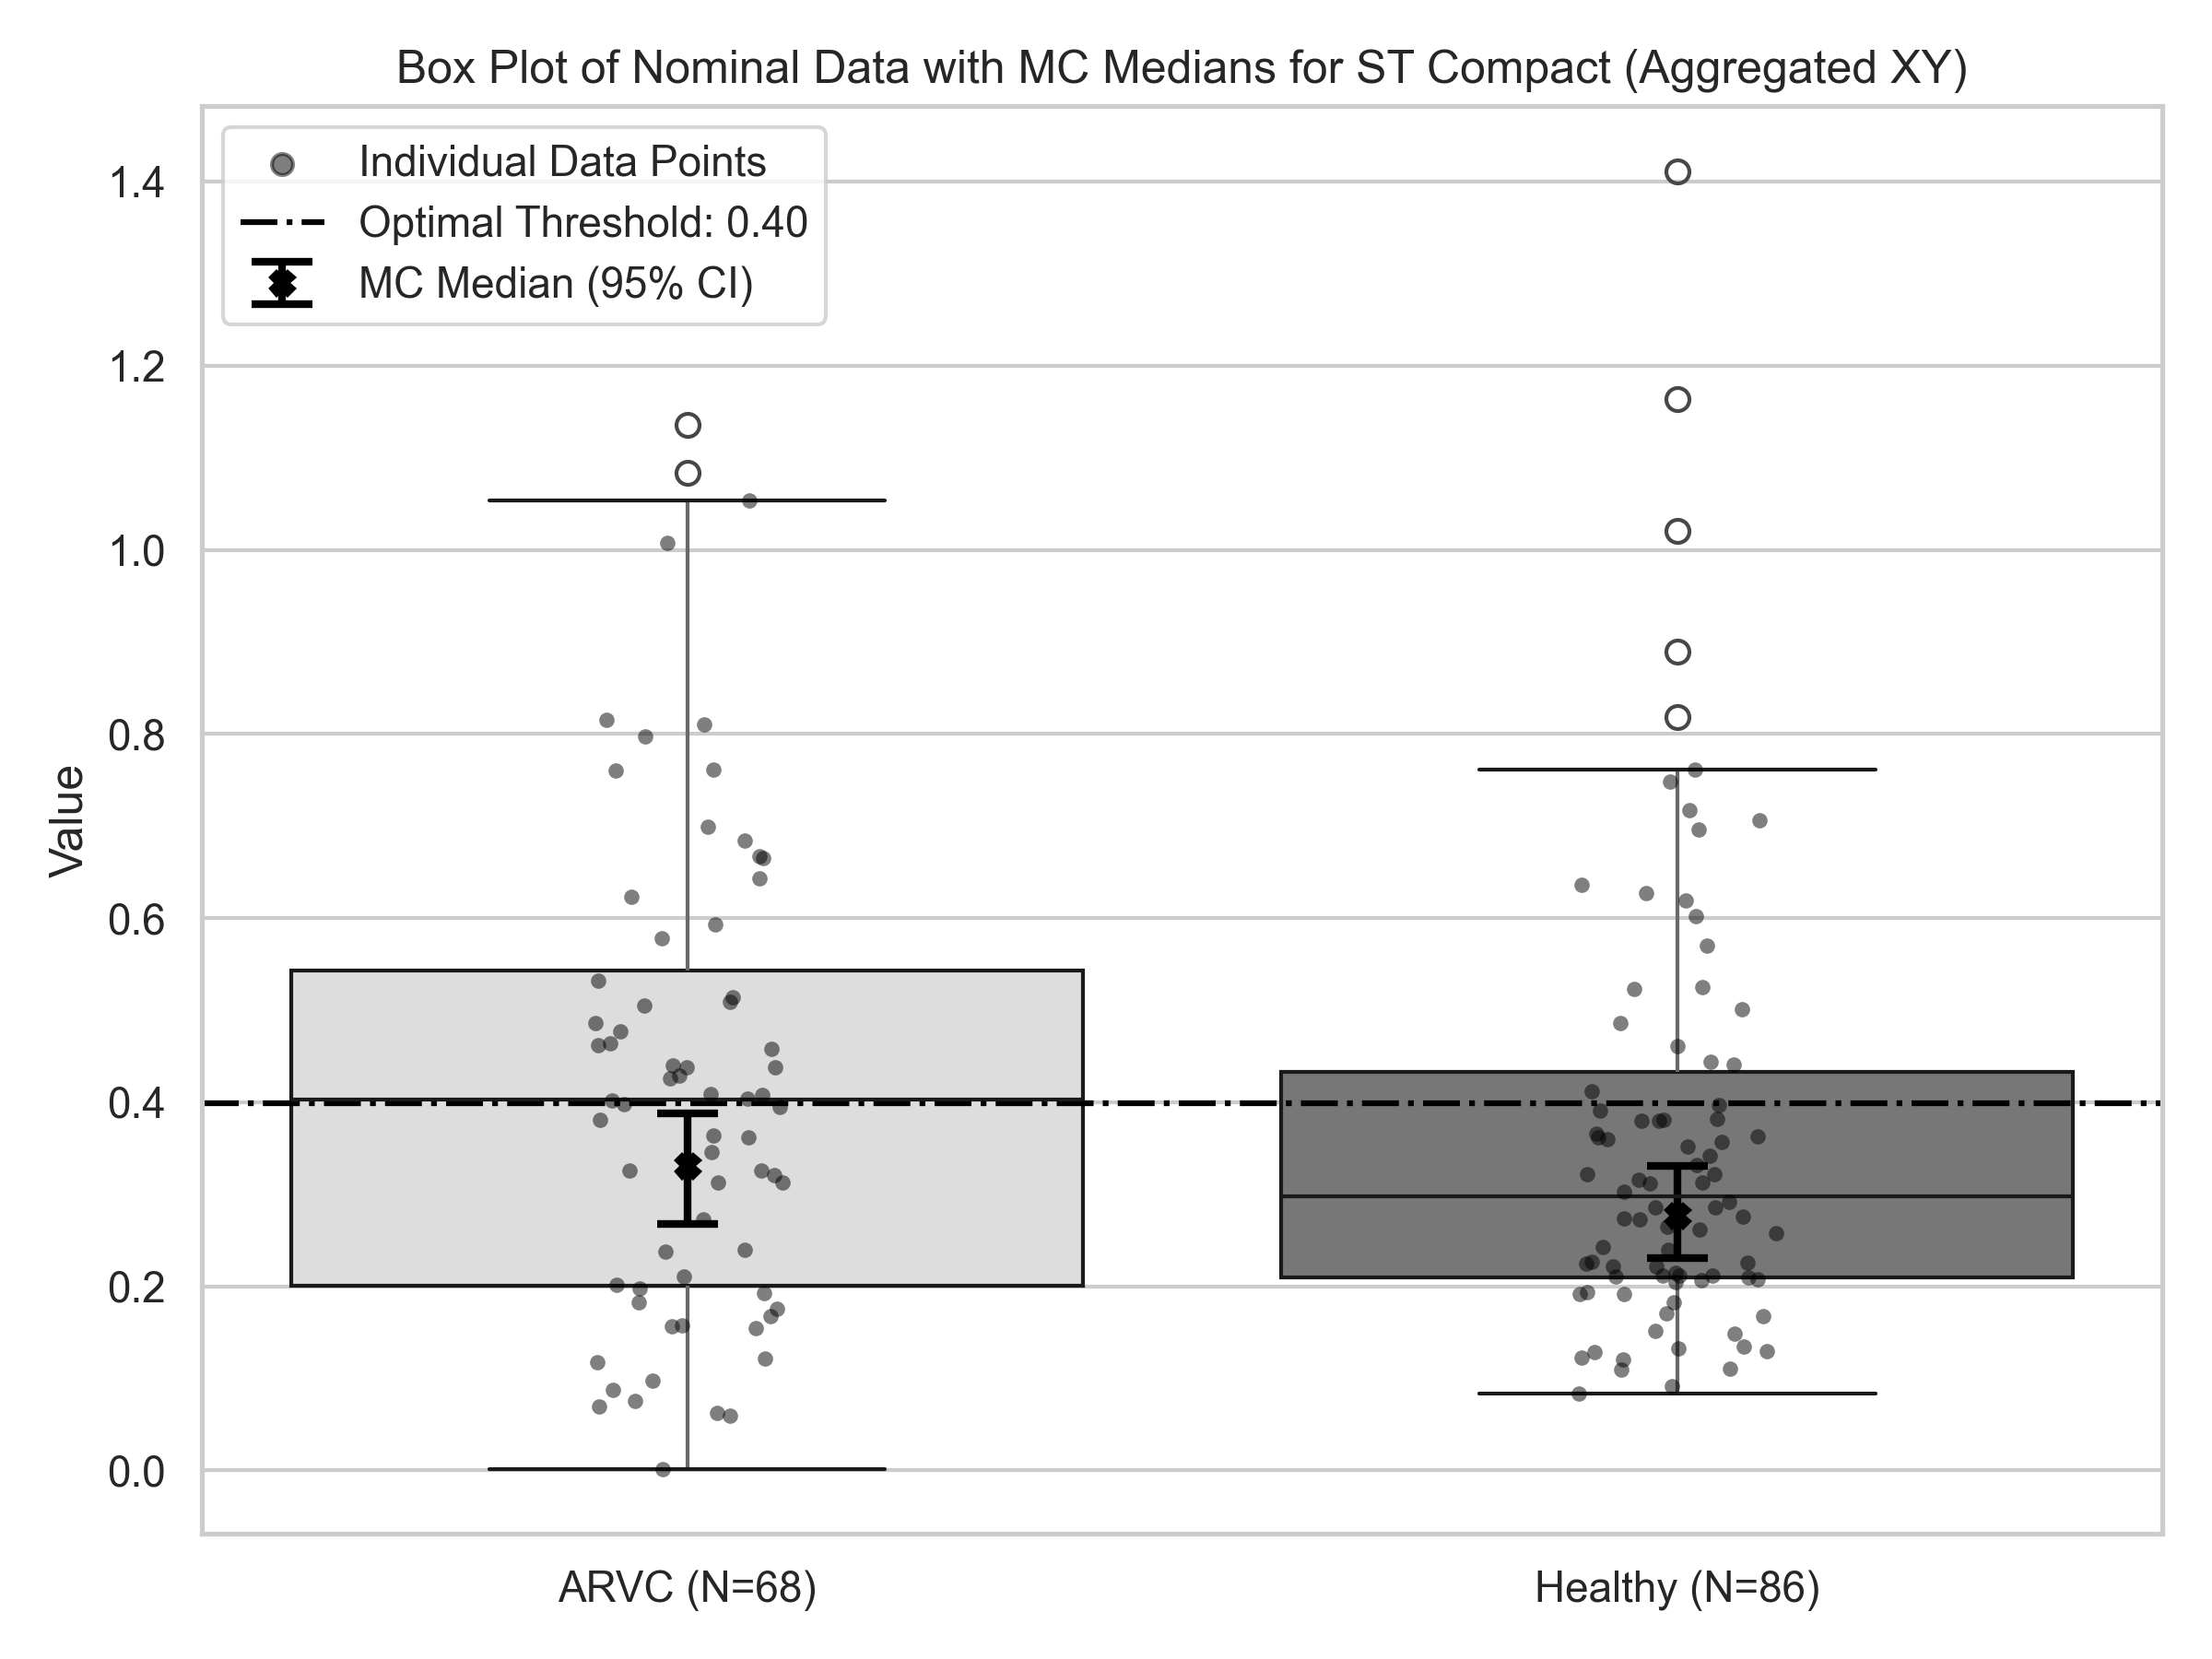 Box Plot of Nominal Data with MC Medians for ST Compact (Aggregated XY)
Individual Data Points
Optimal Threshold: 0.40
MC Median (95% CI)
1.4
1.2
1.0
0.8
0.6
0.4
0.2
0.0
Value
ARVC (N=68)
Healthy (N=86)